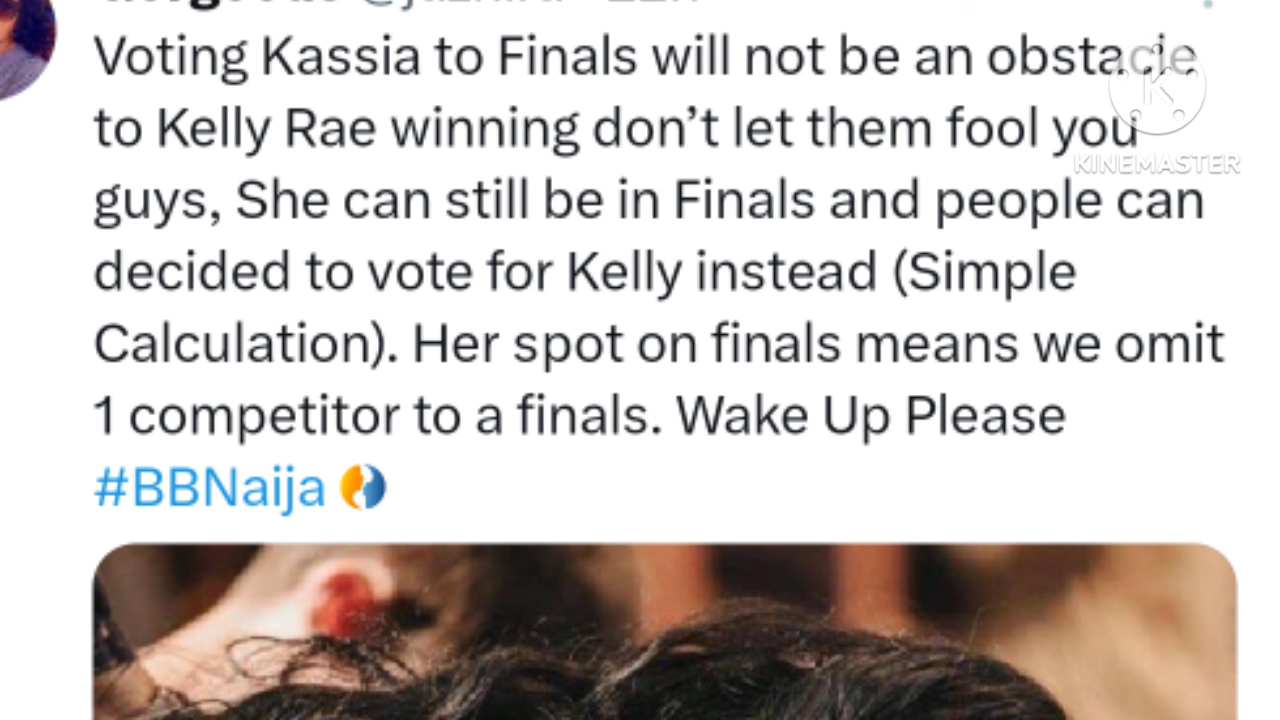 Voting Kassia to Finals will not be an obstacle
to Kelly Rae winning don’t let them fool you
guys, She can still be in Finals and people can
decided to vote for Kelly instead (Simple
Calculation). Her spot on finals means we omit
1 competitor to a finals. Wake Up Please
#BBNaija
K
KINEMASTER